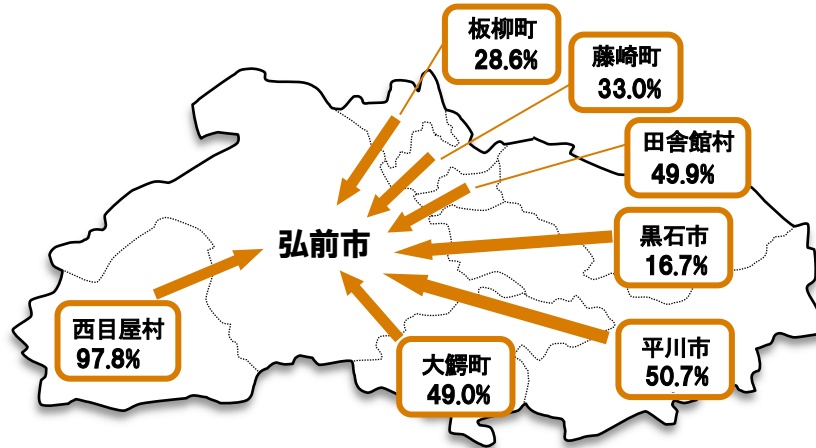 板柳町
28.6%
藤崎町
33.0%
田舎館村
49.9%
黒石市
16.7%
弘前市
西目屋村
97.8%
大鰐町
49.0%
平川市
50.7%